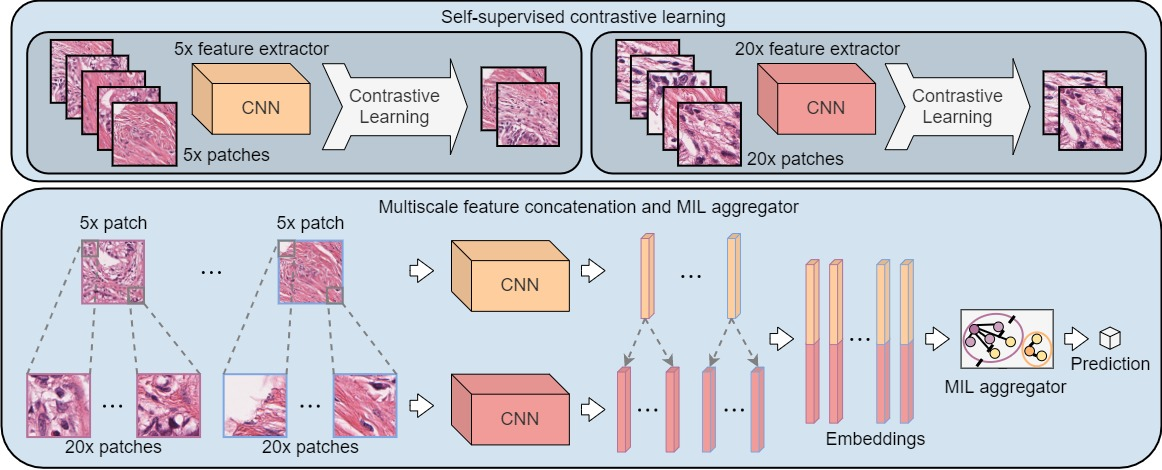 Self-supervised contrastive learning
5x feature extractor
CNN
Contrastive
Learning
5x patches
20x feature extractor
CNN
Contrastive
Learning
20x patches
Multiscale feature concatenation and MIL aggregator
5x patch
5x patch
...
CNN
...
...
...
20x patches
20x patches
CNN
...
...
...
Embeddings
MIL aggregator
Prediction